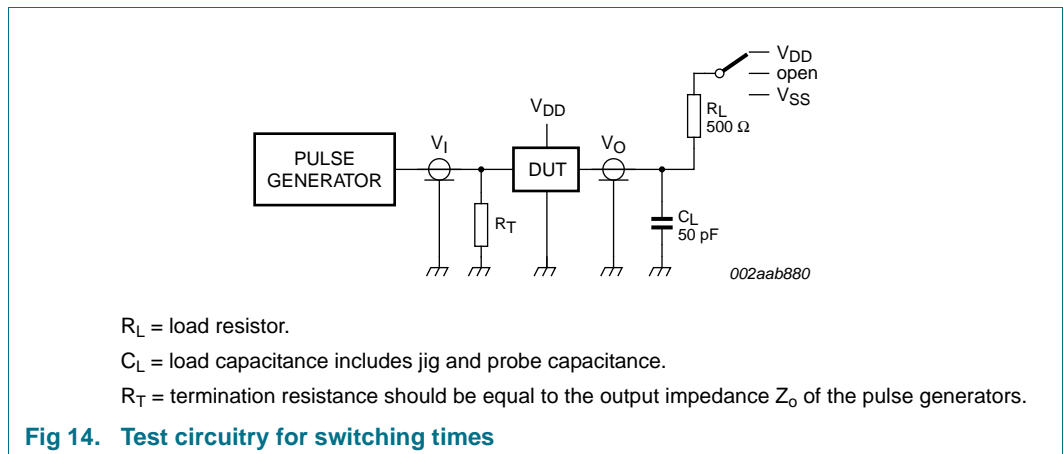 V_DD
open
V_SS
R_L
500 Ω
V_DD
V_I
V_O
PULSE
GENERATOR
DUT
R_T
C_L
50 pF
002aab880
R_L = load resistor.
C_L = load capacitance includes jig and probe capacitance.
R_T = termination resistance should be equal to the output impedance Z_o of the pulse generators.
Fig 14. Test circuitry for switching times